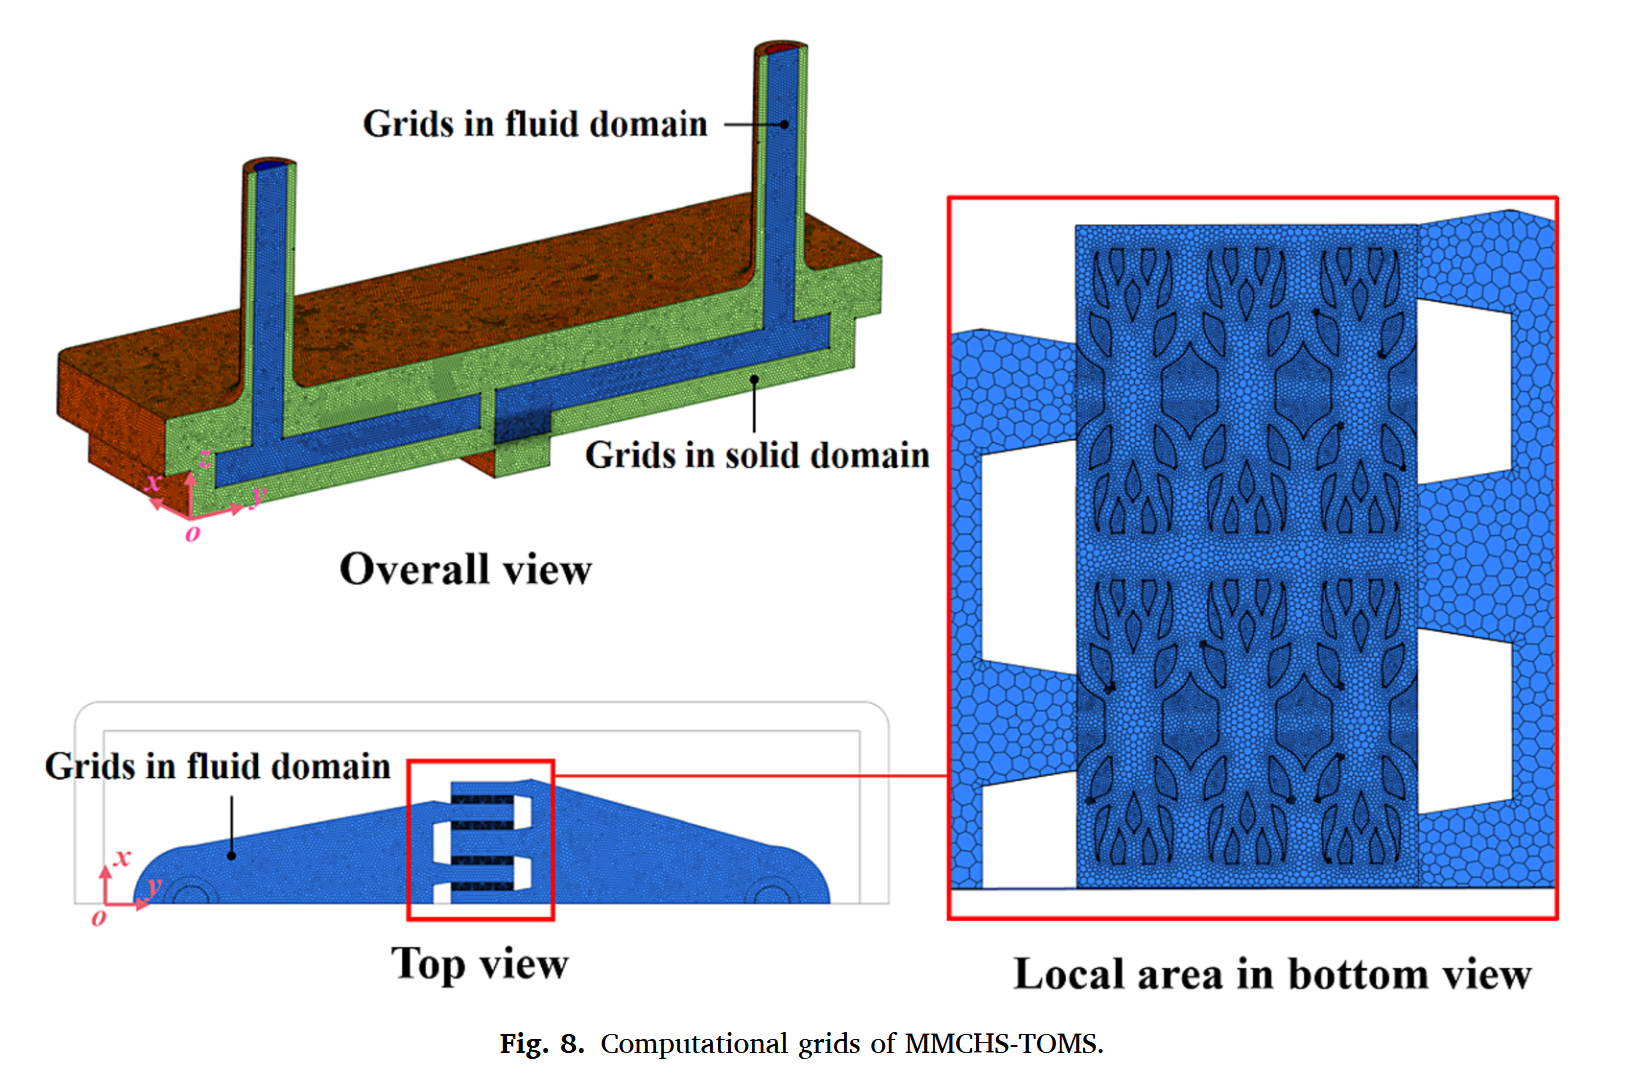 Grids in fluid domain
Grids in solid domain
z
x
y
o
Overall view
Grids in fluid domain
x
y
o
Top view
Local area in bottom view
Fig. 8. Computational grids of MMCHS-TOMS.